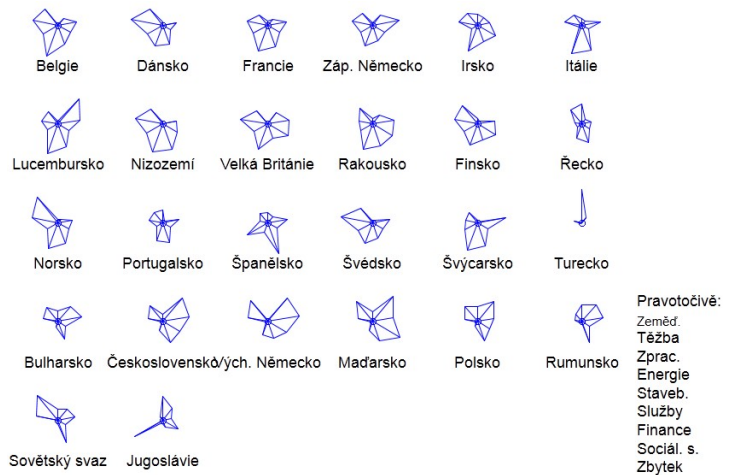 Belgie Dánsko Francie Záp. Německo Irsko Itálie
Lucembursko Nizozemí Velká Británie Rakousko Finsko Řecko
Norsko Portugalsko Španělsko Švédsko Švýcarsko Turecko
Bulharsko Československo Vých. Německo Maďarsko Polsko Rumunsko
Sovětský svaz Jugoslávie
Pravotočivě:
Zeměď.
Těžba
Zprac.
Energie
Staveb.
Služby
Finance
Sociál. s.
Zbytek